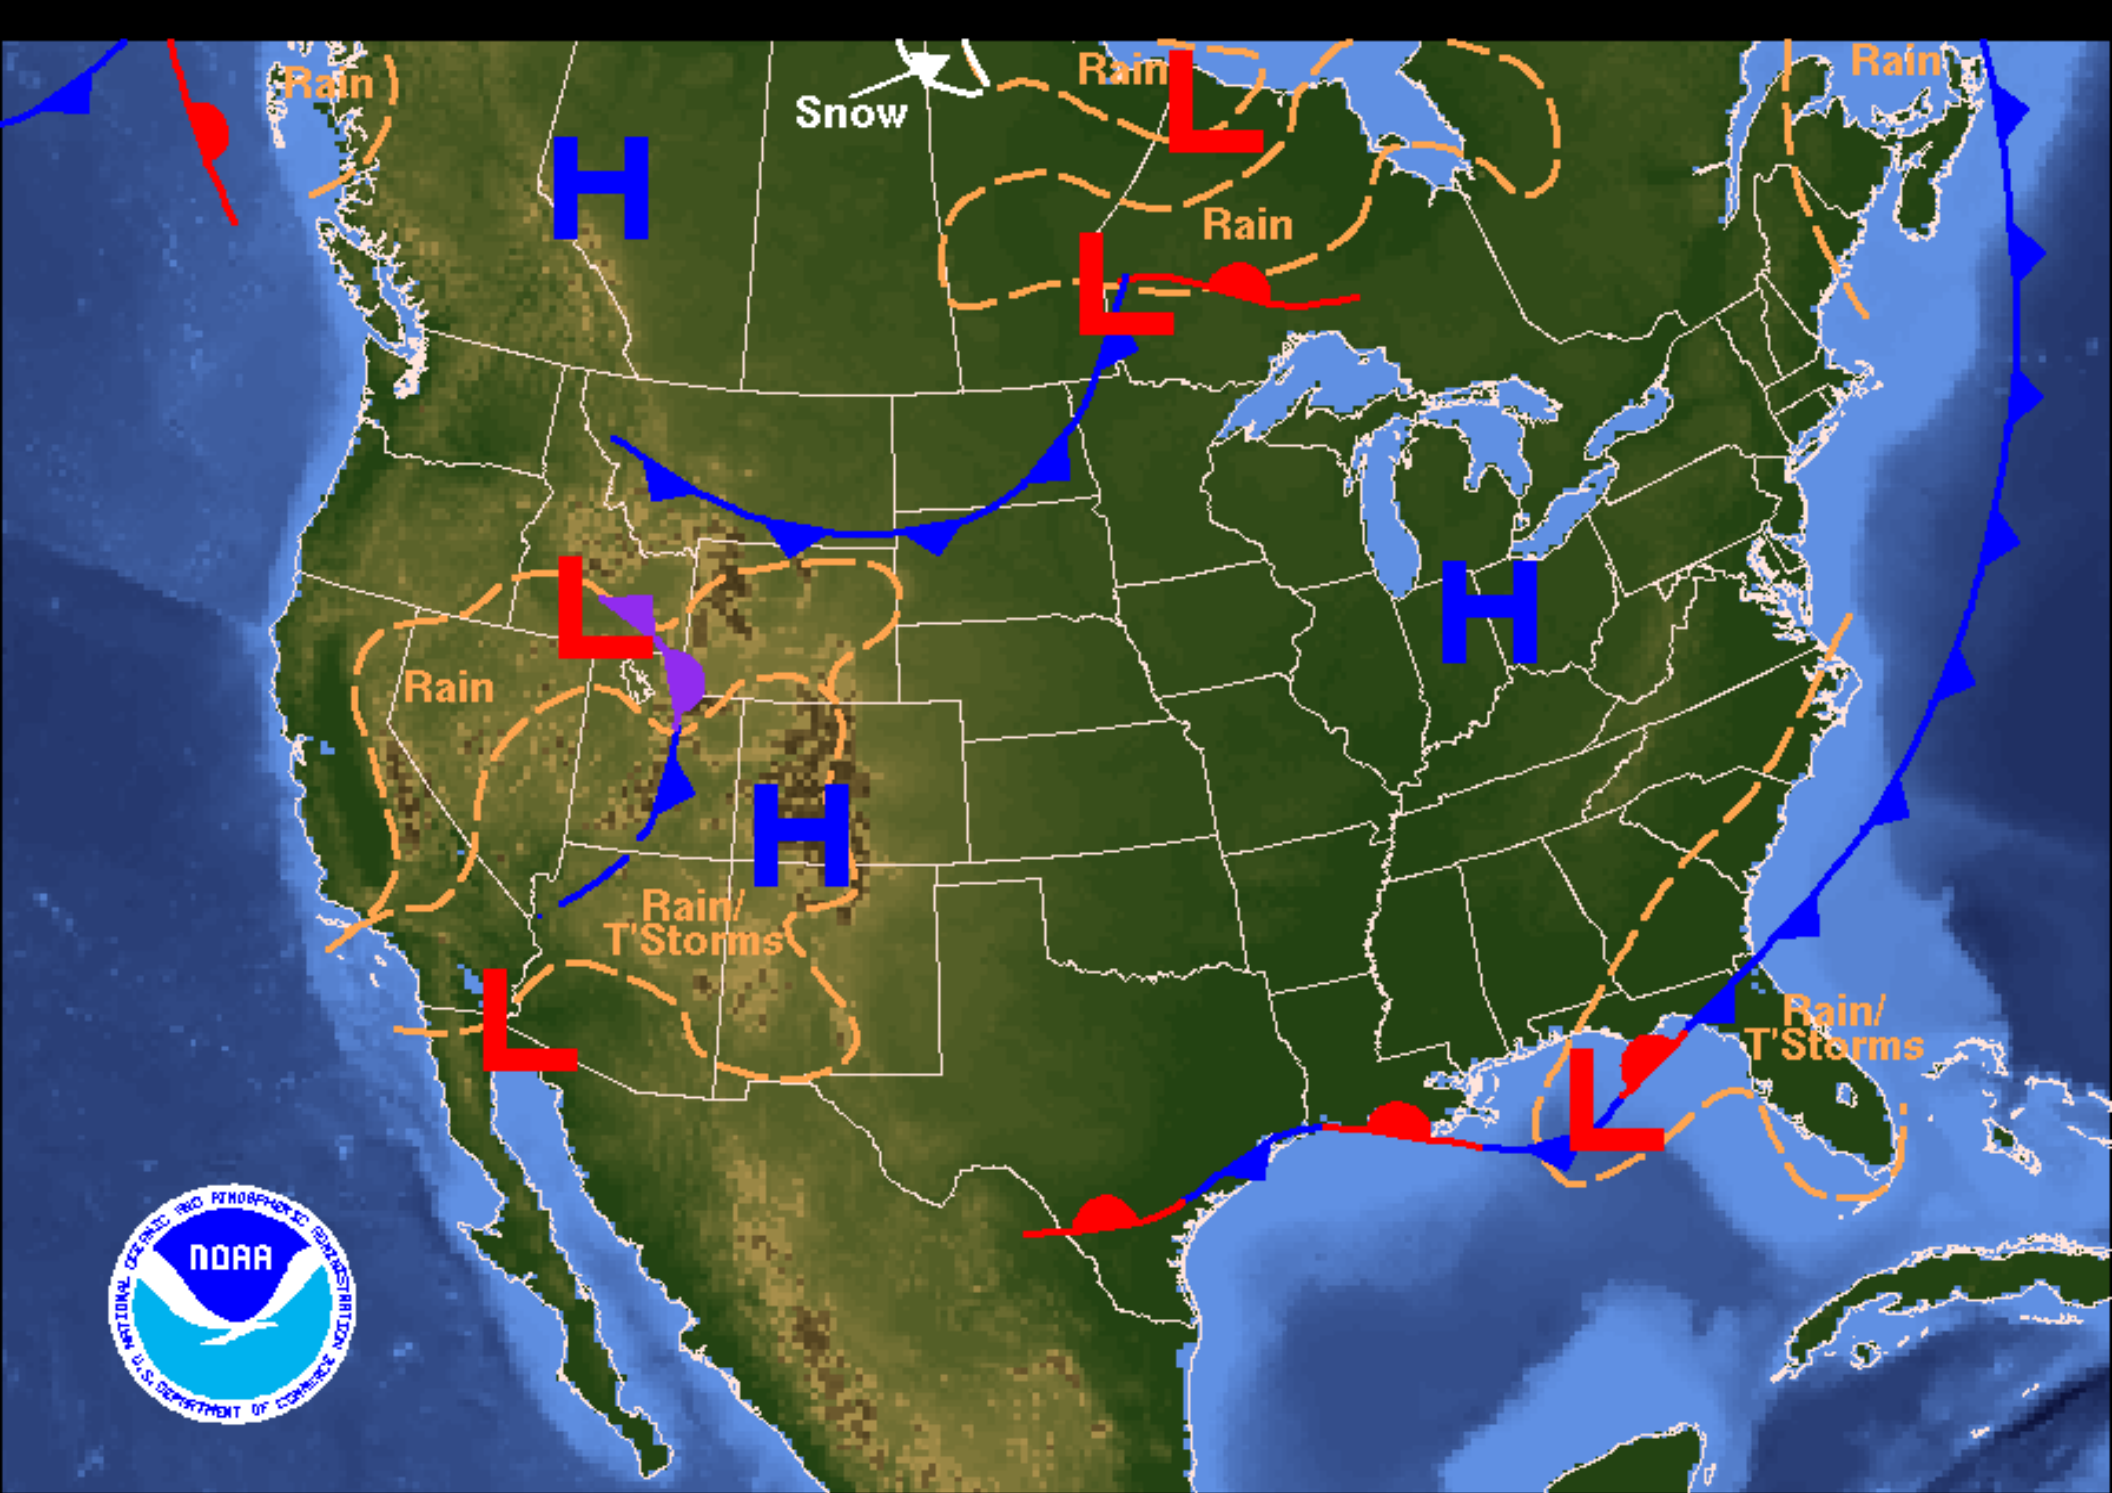 Rain
Rain
Rain
Snow
H
L
Rain
L
L
H
Rain
H
Rain/
T'Storms
L
Rain/
T'Storms
L
NATIONAL OCEANIC AND ATMOSPHERIC ADMINISTRATION
NOAA
U.S. DEPARTMENT OF COMMERCE